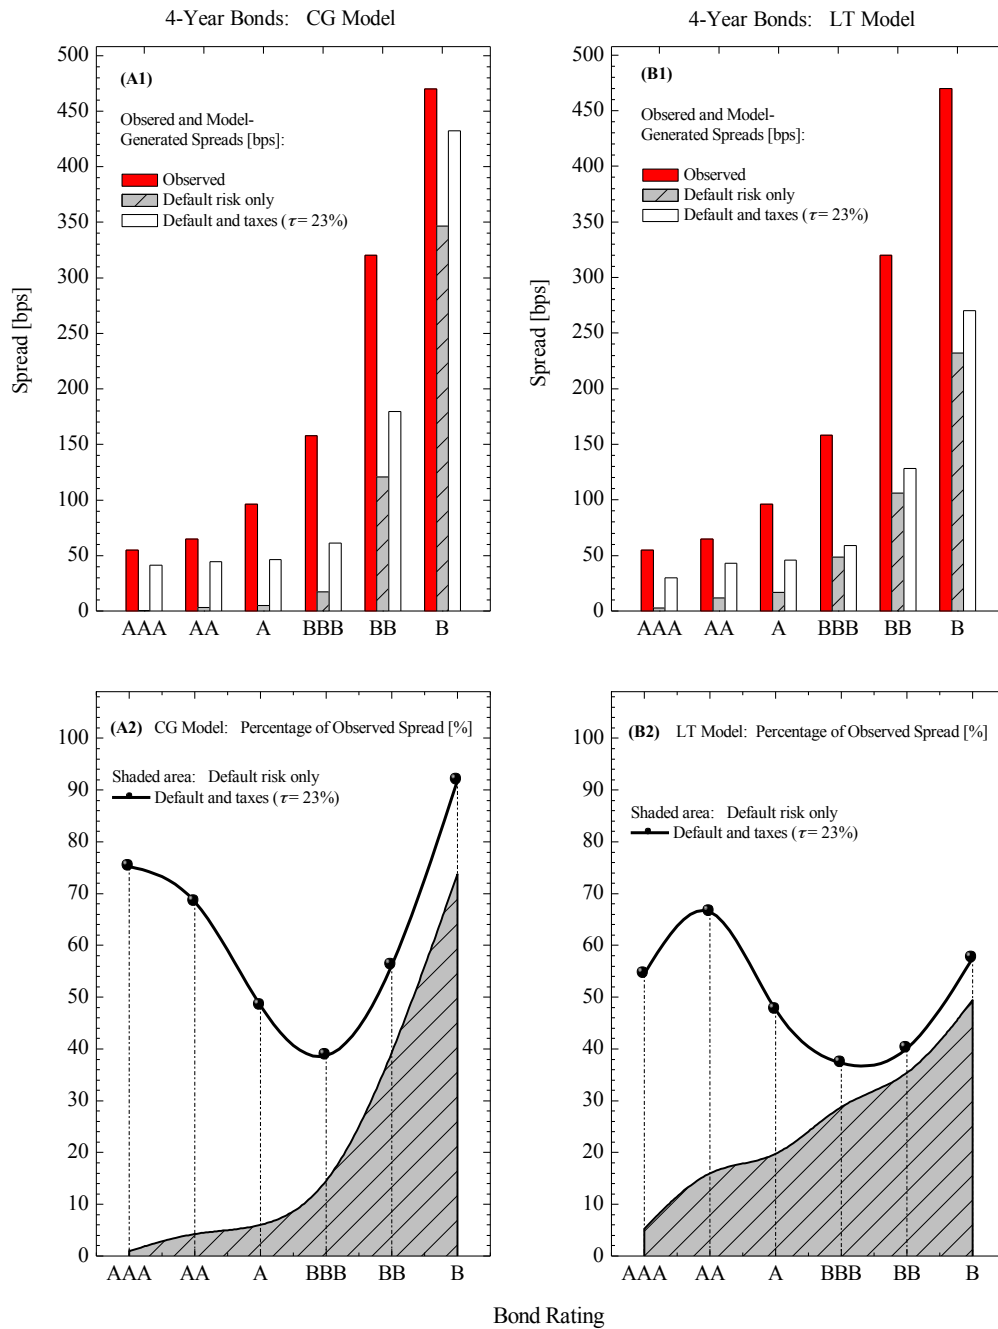 4-Year Bonds: CG Model
4-Year Bonds: LT Model
(A1)
Obsered and Model-
Generated Spreads [bps]:
Observed
Default risk only
Default and taxes (τ = 23%)
Spread [bps]
500
450
400
350
300
250
200
150
100
50
0
AAA AA A BBB BB B
(B1)
Obsered and Model-
Generated Spreads [bps]:
Observed
Default risk only
Default and taxes (τ = 23%)
Spread [bps]
500
450
400
350
300
250
200
150
100
50
0
AAA AA A BBB BB B
(A2) CG Model: Percentage of Observed Spread [%]
Shaded area: Default risk only
Default and taxes (τ = 23%)
100
90
80
70
60
50
40
30
20
10
0
AAA AA A BBB BB B
(B2) LT Model: Percentage of Observed Spread [%]
Shaded area: Default risk only
Default and taxes (τ = 23%)
100
90
80
70
60
50
40
30
20
10
0
AAA AA A BBB BB B
Bond Rating